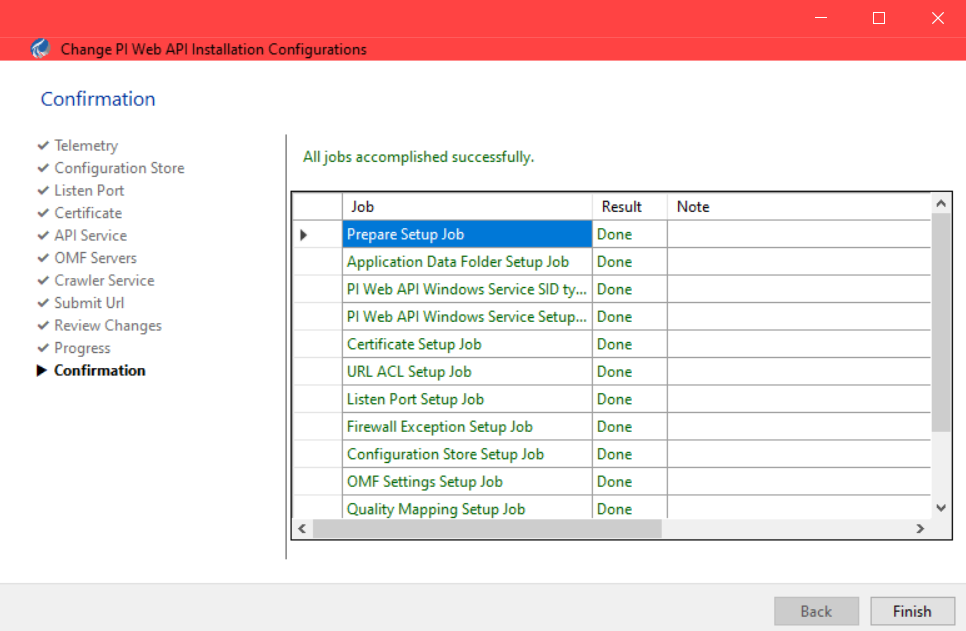 Change PI Web API Installation Configurations
Confirmation
Telemetry
Configuration Store
Listen Port
Certificate
API Service
OMF Servers
Crawler Service
Submit Url
Review Changes
Progress
Confirmation
All jobs accomplished successfully.
Job Result Note
Prepare Setup Job Done
Application Data Folder Setup Job Done
PI Web API Windows Service SID ty... Done
PI Web API Windows Service Setup... Done
Certificate Setup Job Done
URL ACL Setup Job Done
Listen Port Setup Job Done
Firewall Exception Setup Job Done
Configuration Store Setup Job Done
OMF Settings Setup Job Done
Quality Mapping Setup Job Done
Back Finish